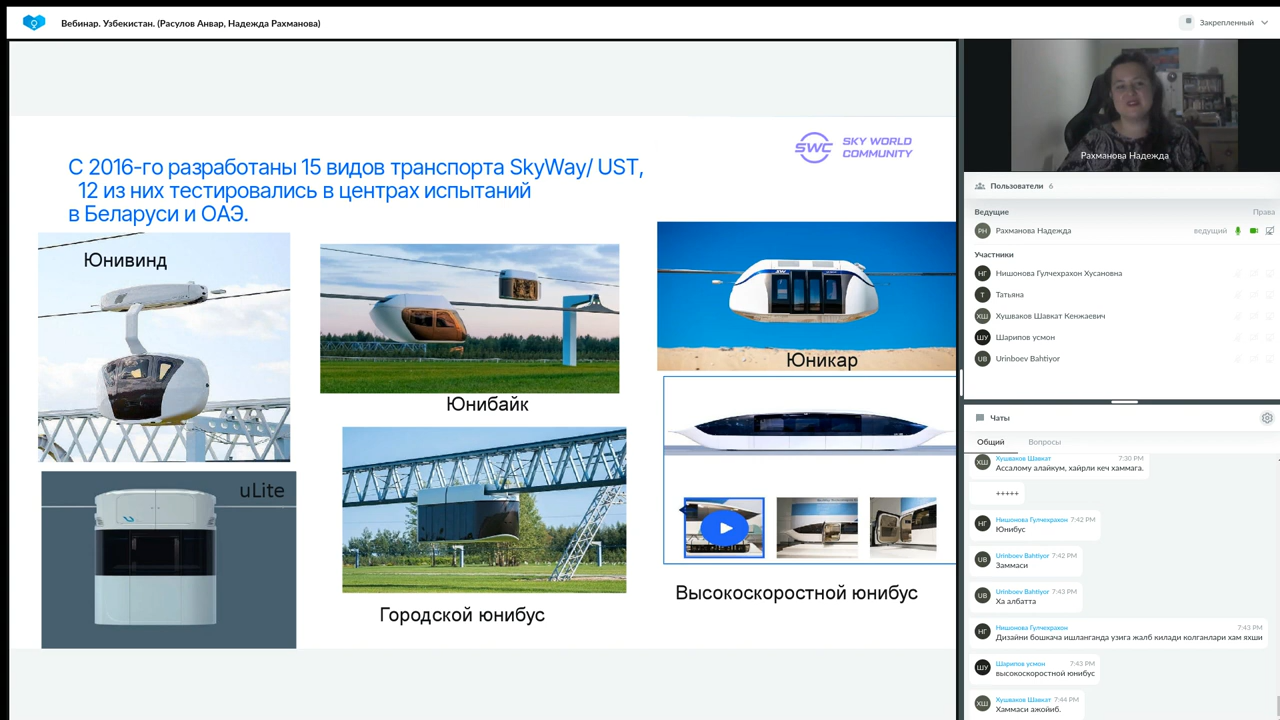 Вебинар. Узбекистан. (Расулов Анвар, Надежда Рахманова)
Закрепленный
С 2016-го разработаны 15 видов транспорта SkyWay/ UST,
12 из них тестировались в центрах испытаний
в Беларуси и ОАЭ.
SWC SKY WORLD
COMMUNITY
Юнивинд
Юнибайк
Юникар
uLite
Городской юнибус
Высокоскоростной юнибус
Рахманова Надежда
Пользователи 6
Ведущие Права
РН Рахманова Надежда ведущий
Участники
НГ Нишонова Гулчехрахон Хусановна
Т Татьяна
ХШ Хушваков Шавкат Кенжаевич
ШУ Шарипов усмон
UB Urinboev Bahtiyor
Чаты
Общий Вопросы
ХШ Хушваков Шавкат 7:30 PM
Ассалому алайкум, хайрли кеч хаммага.
+++++
НГ Нишонова Гулчехрахон 7:42 PM
Юнибус
UB Urinboev Bahtiyor 7:42 PM
Заммаси
UB Urinboev Bahtiyor 7:43 PM
Ха албатта
НГ Нишонова Гулчехрахон 7:43 PM
Дизайни бошкача ишланганда узига жалб килади колганлари хам яхши
ШУ Шарипов усмон 7:43 PM
высокоскоростной юнибус
ХШ Хушваков Шавкат 7:44 PM
Хаммаси ажойиб.